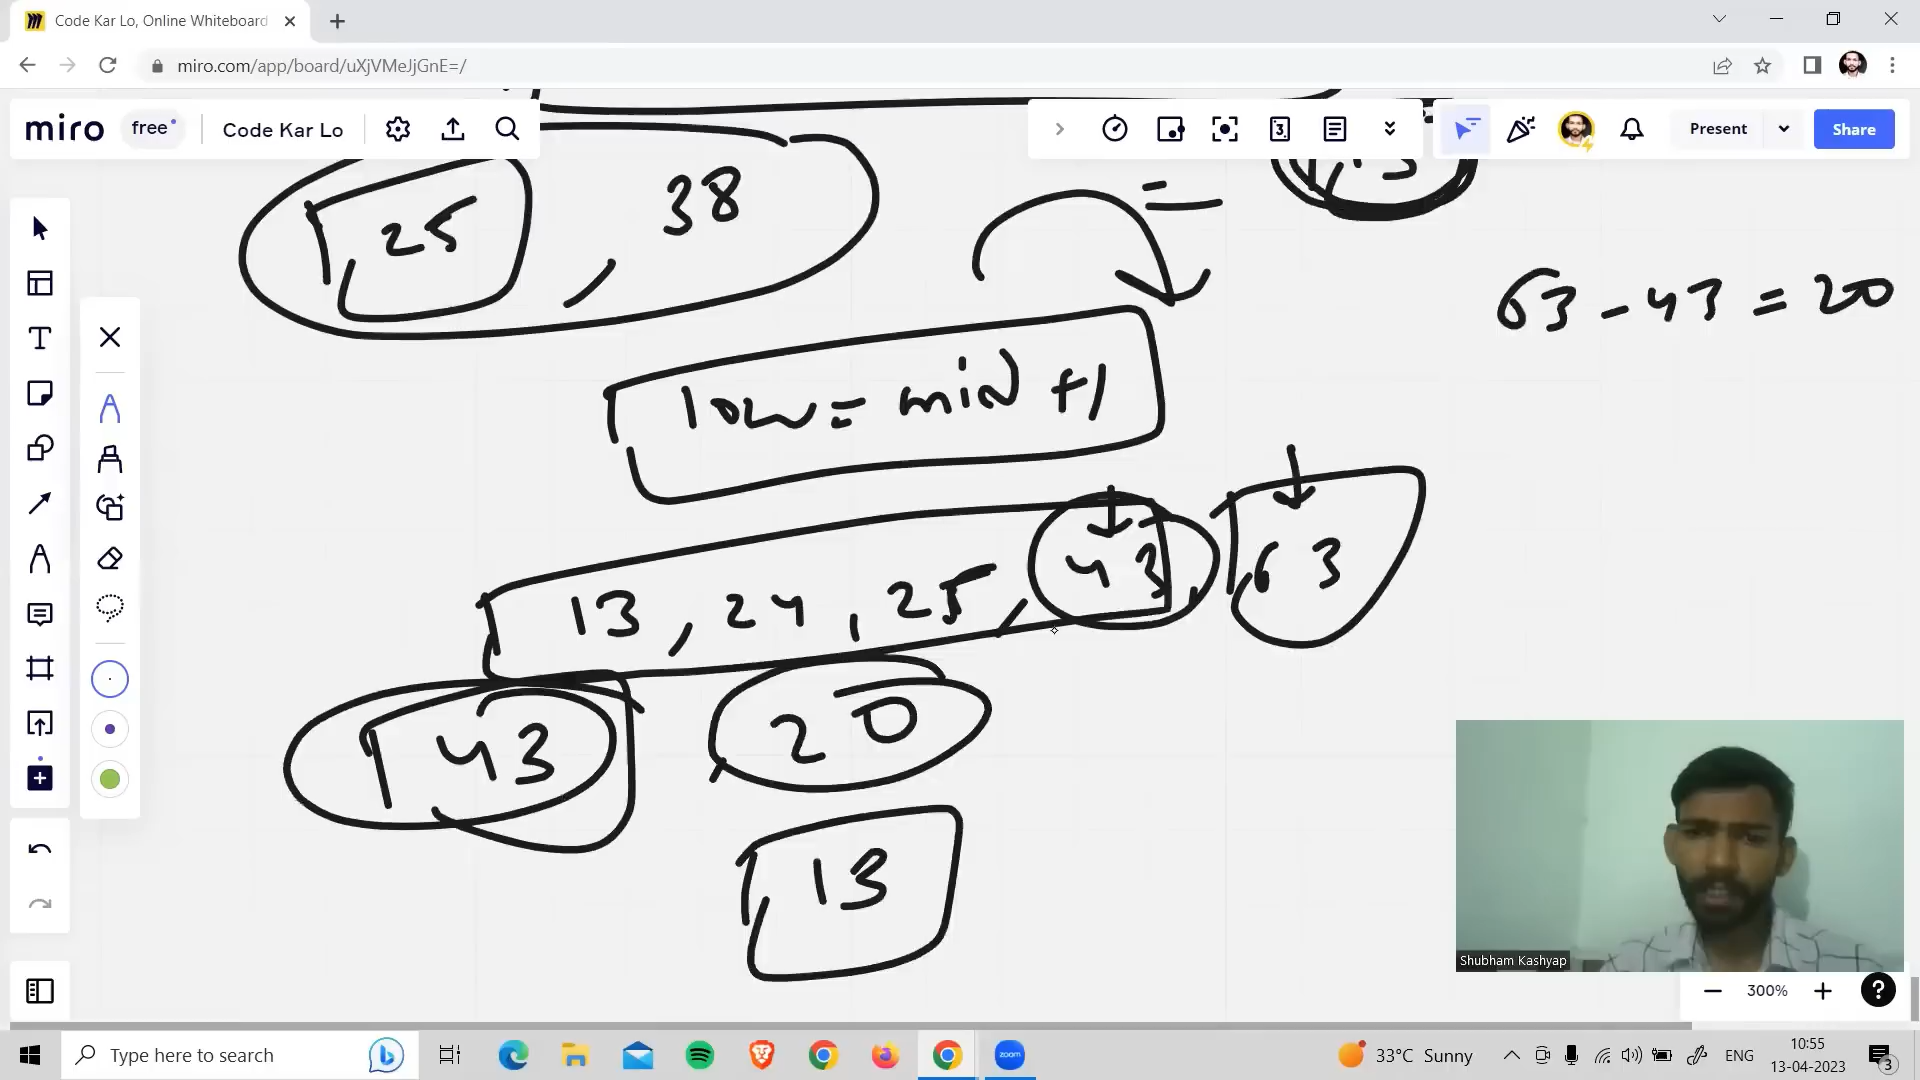 Code Kar Lo, Online Whiteboard
miro.com/app/board/uXjVMeJjGnE=/
miro free Code Kar Lo
Present Share
25, 38 =
63 - 43 = 20
low = min +1
13, 24, 25, 43, 63
43 20
13
Shubham Kashyap
300%
Type here to search
33°C Sunny
ENG
10:55
13-04-2023
3